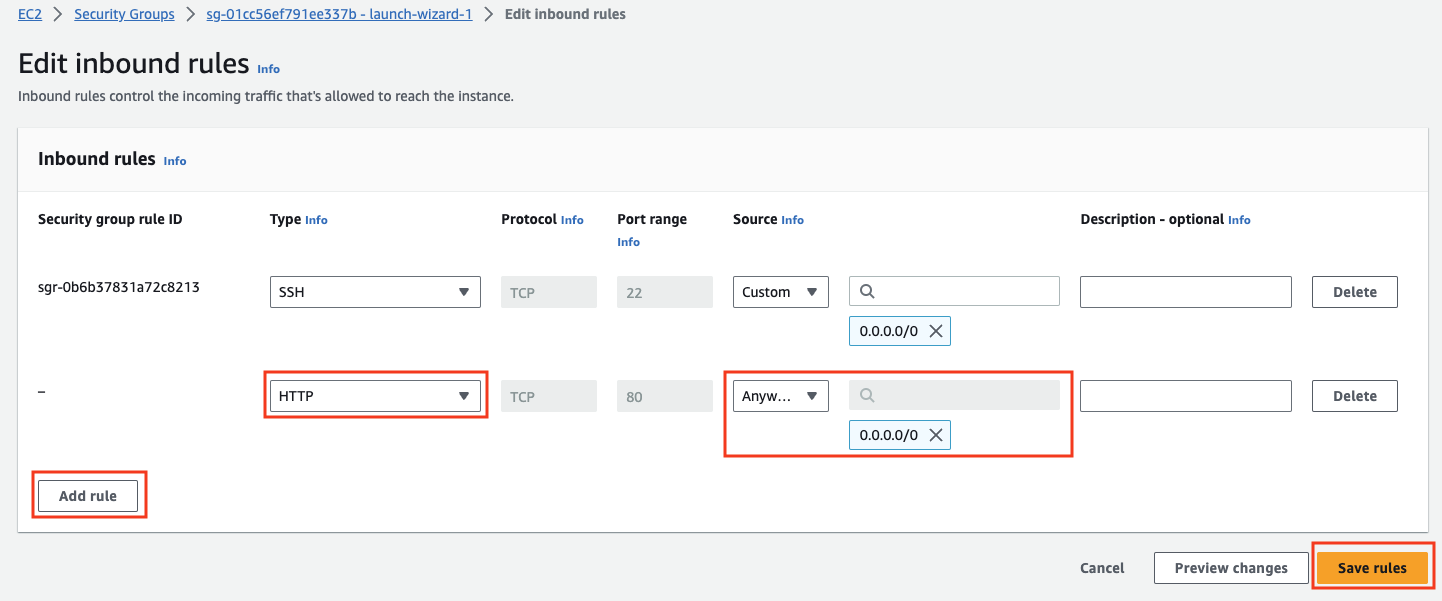 EC2 > Security Groups > sg-01cc56ef791ee337b - launch-wizard-1 > Edit inbound rules
Edit inbound rules Info
Inbound rules control the incoming traffic that's allowed to reach the instance.
Inbound rules Info
Security group rule ID Type Info Protocol Info Port range Source Info Description - optional Info
Info
sgr-0b6b37831a72c8213 SSH TCP 22 Custom Delete
0.0.0.0/0
– HTTP TCP 80 Anyw... Delete
0.0.0.0/0
Add rule
Cancel Preview changes Save rules